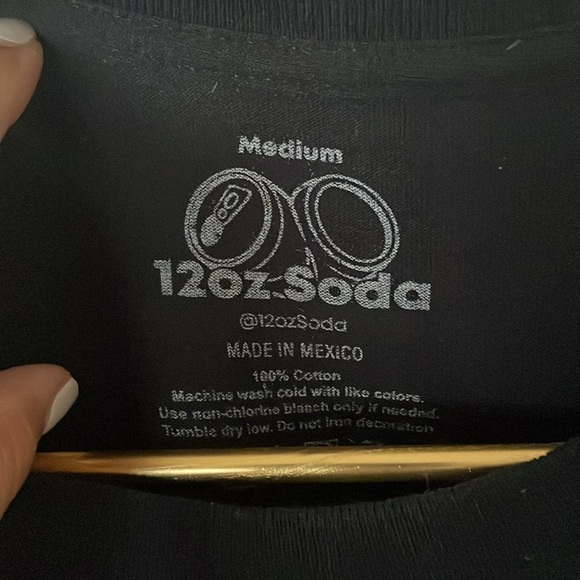 Medium
12oz Soda
@12ozSoda
MADE IN MEXICO
100% Cotton
Machine wash cold with like colors.
Use non-chlorine bleach only if needed.
Tumble dry low. Do not iron decoration